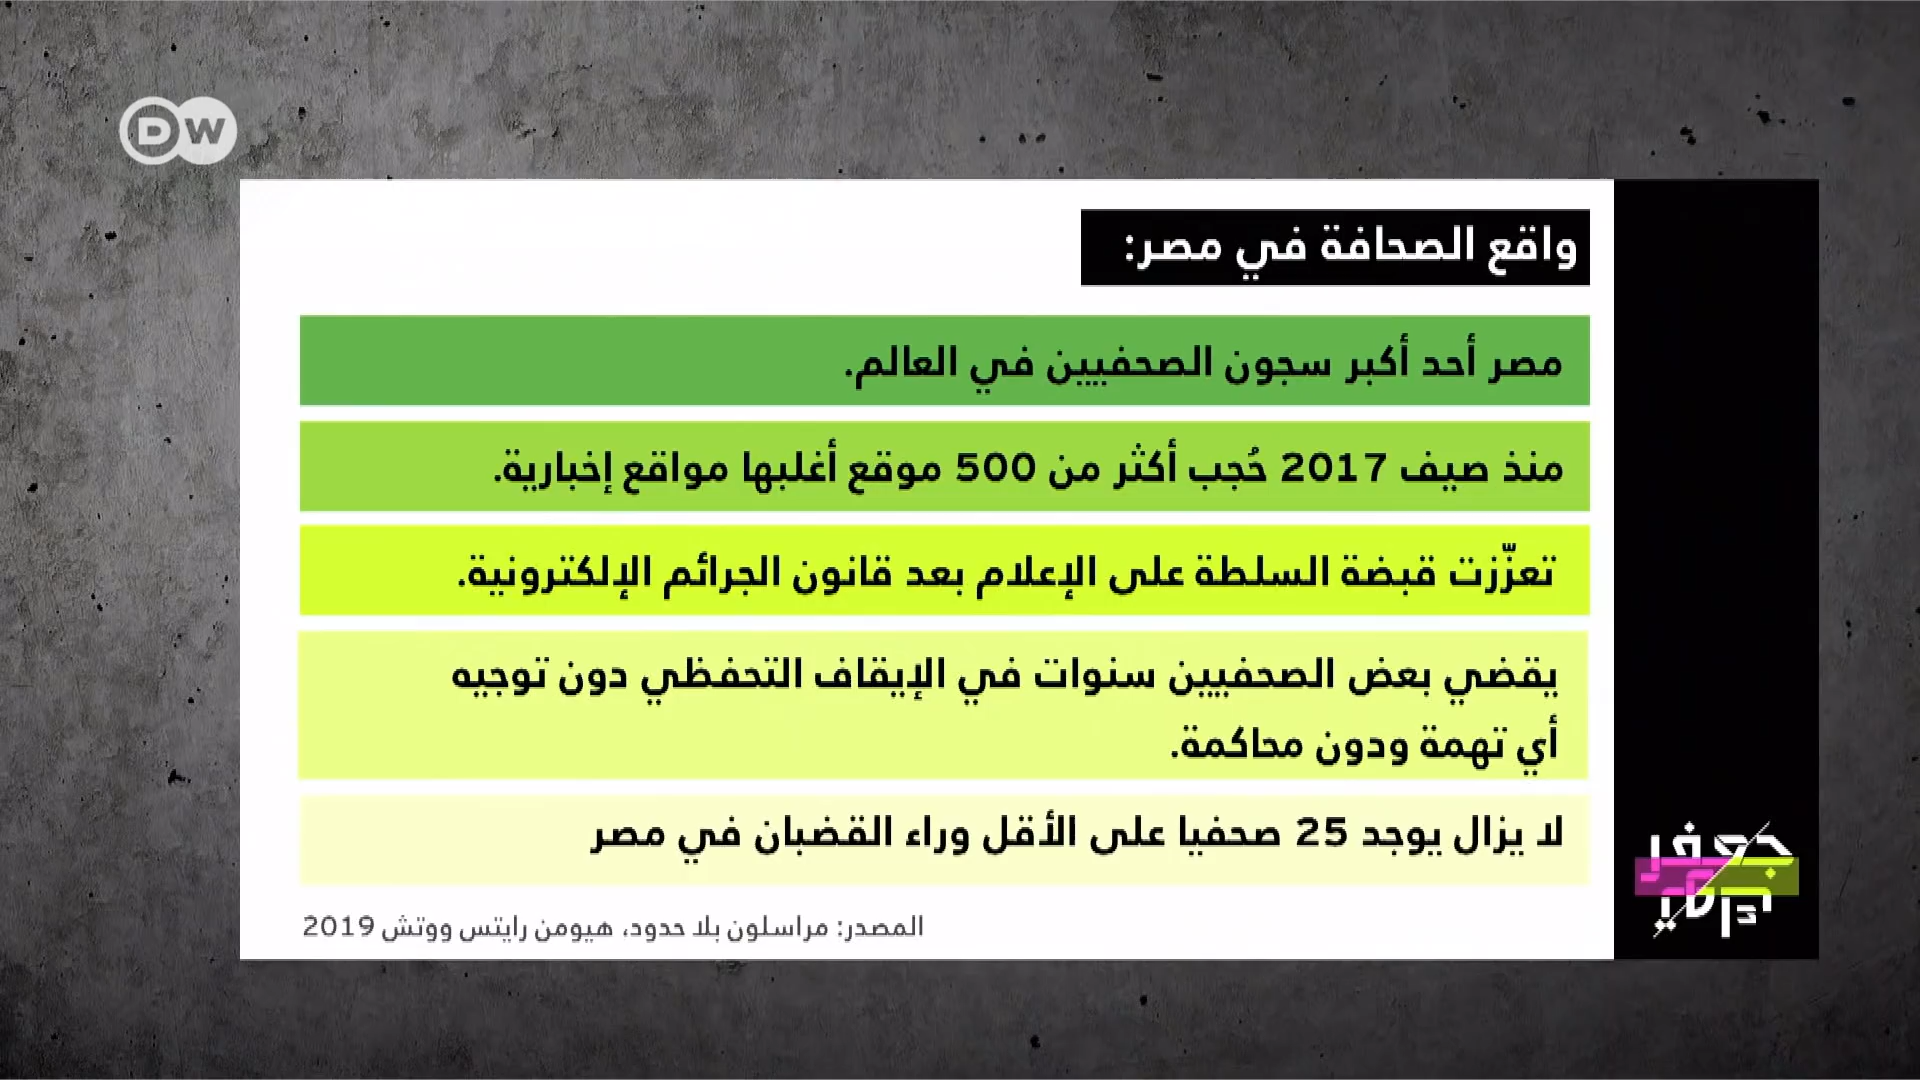 DW
واقع الصحافة في مصر:
مصر أحد أكبر سجون الصحفيين في العالم.
منذ صيف 2017 حُجب أكثر من 500 موقع أغلبها مواقع إخبارية.
تعزّزت قبضة السلطة على الإعلام بعد قانون الجرائم الإلكترونية.
يقضي بعض الصحفيين سنوات في الإيقاف التحفظي دون توجيه
أي تهمة ودون محاكمة.
لا يزال يوجد 25 صحفيا على الأقل وراء القضبان في مصر
المصدر: مراسلون بلا حدود، هيومن رايتس ووتش 2019
جعفر
توك